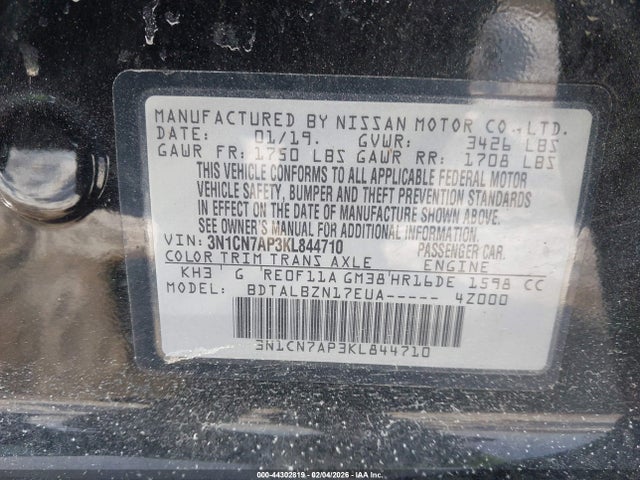 MANUFACTURED BY NISSAN MOTOR CO., LTD.
DATE: 01/19. GVWR: 3426 LBS
GAWR FR: 1750 LBS GAWR RR: 1708 LBS
THIS VEHICLE CONFORMS TO ALL APPLICABLE FEDERAL MOTOR
VEHICLE SAFETY, BUMPER AND THEFT PREVENTION STANDARDS
IN EFFECT ON THE DATE OF MANUFACTURE SHOWN ABOVE.
SEE OWNER'S MANUAL FOR ADDITIONAL INFORMATION.
VIN: 3N1CN7AP3KL844710 PASSENGER CAR.
COLOR TRIM TRANS AXLE ENGINE
KH3 G RE0F11A GM38 HR16DE 1598 CC
MODEL: BDTALBZN17EUA----- 4Z000
3N1CN7AP3KL844710
000-44302819 - 02/04/2026 - IAA Inc.